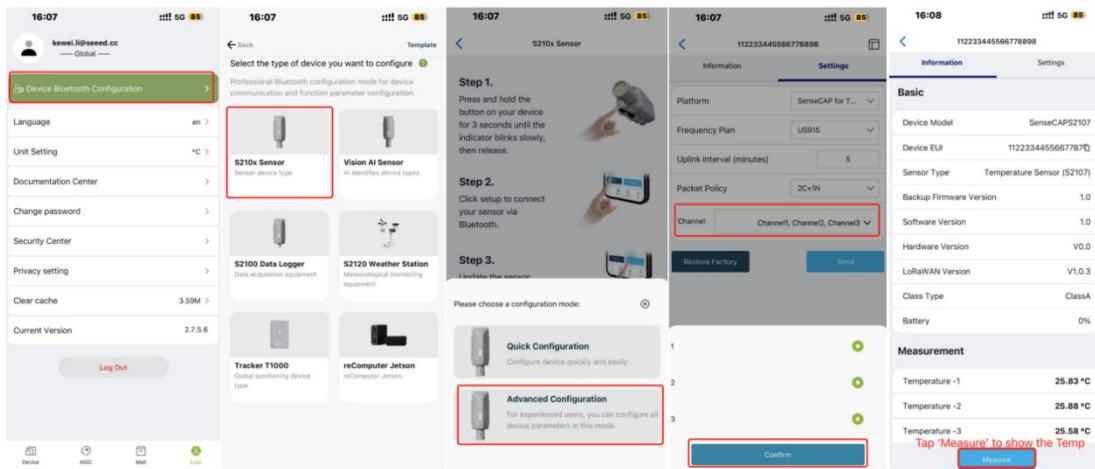 16:07
5G 85
kewei.li@seeed.cc
Global
Device Bluetooth Configuration
Language
en >
Unit Setting
°C >
Documentation Center
>
Change password
>
Security Center
>
Privacy setting
>
Clear cache
3.59M >
Current Version
2.7.5.6
Log Out
Device
AIGC
Mall
User
16:07
5G 85
Back
Template
Select the type of device you want to configure
Professional Bluetooth configuration mode for device
communication and function parameter configuration.
S210x Sensor
Sensor device type
Vision AI Sensor
AI identifies device types
S2100 Data Logger
Data acquisition equipment
S2120 Weather Station
Meteorological monitoring
equipment
Tracker T1000
Global positioning device
type
reComputer Jetson
reComputer Jetson
16:07
5G 85
S210x Sensor
Step 1.
Press and hold the
button on your device
for 3 seconds until the
indicator blinks slowly,
then release.
Step 2.
Click setup to connect
your sensor via
Bluetooth.
Step 3.
Update the sensor
Please choose a configuration mode:
Quick Configuration
Configure device quickly and easily
Advanced Configuration
For experienced users, you can configure all
device parameters in this mode.
16:07
5G 85
112233445566778898
Information
Settings
Platform
SenseCAP for T...
Frequency Plan
US915
Uplink Interval (minutes)
5
Packet Policy
2C+1N
Channel
Channel1, Channel2, Channel3
Restore Factory
Send
1
2
3
Confirm
16:08
5G 85
112233445566778898
Information
Settings
Basic
Device Model
SenseCAPS2107
Device EUI
1122334455667787
Sensor Type
Temperature Sensor (S2107)
Backup Firmware Version
1.0
Software Version
1.0
Hardware Version
V0.0
LoRaWAN Version
V1.0.3
Class Type
ClassA
Battery
0%
Measurement
Temperature -1
25.83 °C
Temperature -2
25.88 °C
Temperature -3
25.58 °C
Tap 'Measure' to show the Temp
Measure